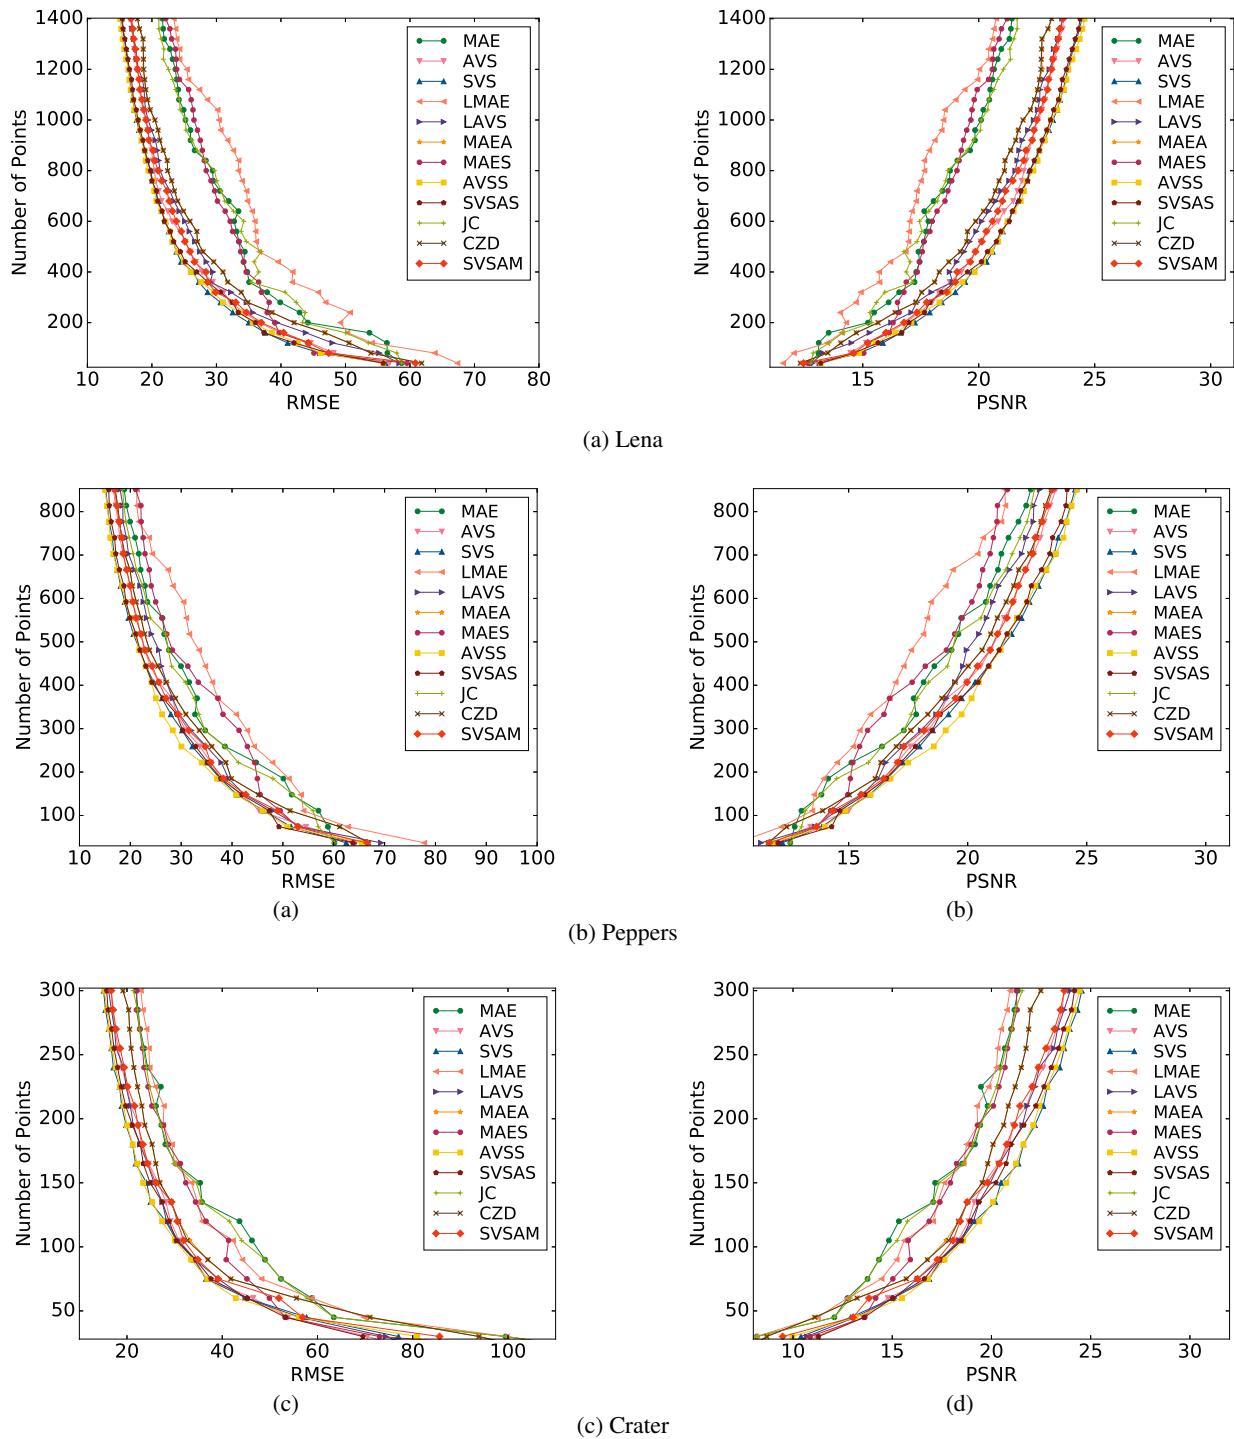 1400
1200
1000
800
600
400
200
Number of Points
10 20 30 40 50 60 70 80
RMSE
MAE
AVS
SVS
LMAE
LAVS
MAEA
MAES
AVSS
SVSAS
JC
CZD
SVSAM
1400
1200
1000
800
600
400
200
Number of Points
15 20 25 30
PSNR
MAE
AVS
SVS
LMAE
LAVS
MAEA
MAES
AVSS
SVSAS
JC
CZD
SVSAM
(a) Lena
800
700
600
500
400
300
200
100
Number of Points
10 20 30 40 50 60 70 80 90 100
RMSE
MAE
AVS
SVS
LMAE
LAVS
MAEA
MAES
AVSS
SVSAS
JC
CZD
SVSAM
(a)
800
700
600
500
400
300
200
100
Number of Points
15 20 25 30
PSNR
MAE
AVS
SVS
LMAE
LAVS
MAEA
MAES
AVSS
SVSAS
JC
CZD
SVSAM
(b)
(b) Peppers
300
250
200
150
100
50
Number of Points
20 40 60 80 100
RMSE
MAE
AVS
SVS
LMAE
LAVS
MAEA
MAES
AVSS
SVSAS
JC
CZD
SVSAM
(c)
300
250
200
150
100
50
Number of Points
10 15 20 25 30
PSNR
MAE
AVS
SVS
LMAE
LAVS
MAEA
MAES
AVSS
SVSAS
JC
CZD
SVSAM
(d)
(c) Crater